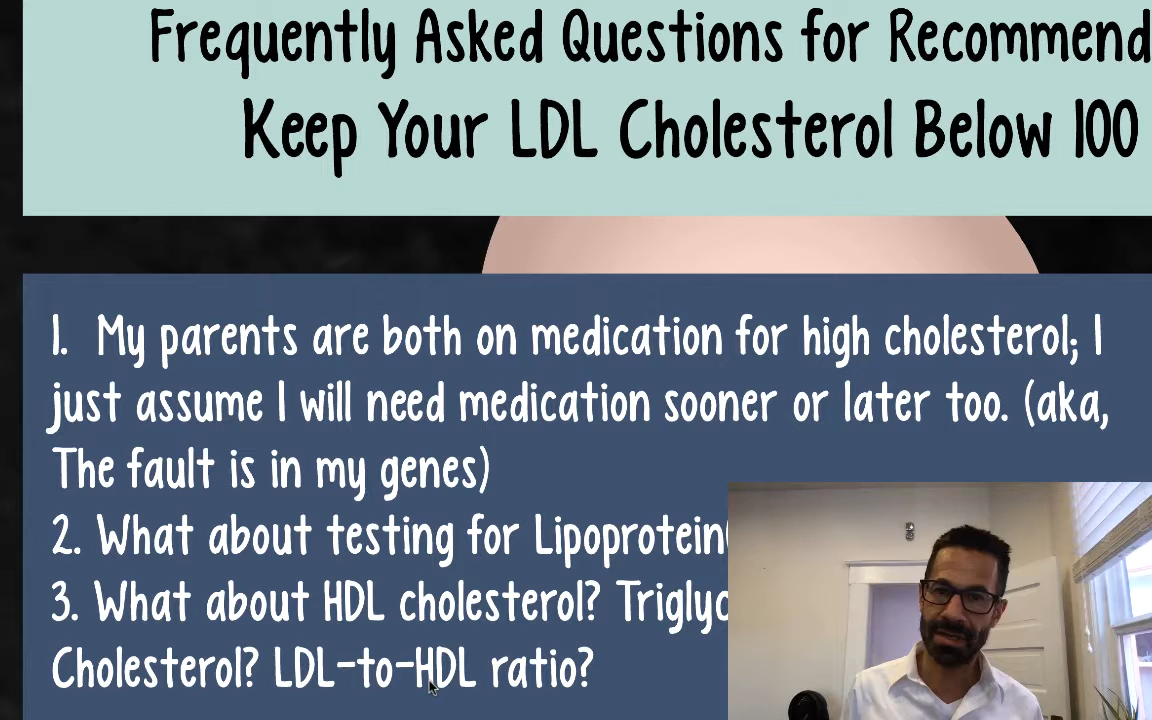 Frequently Asked Questions for Recommend
Keep Your LDL Cholesterol Below 100
1. My parents are both on medication for high cholesterol; I
just assume I will need medication sooner or later too. (aka,
The fault is in my genes)
2. What about testing for Lipoprotein(
3. What about HDL cholesterol? Triglyc
Cholesterol? LDL-to-HDL ratio?